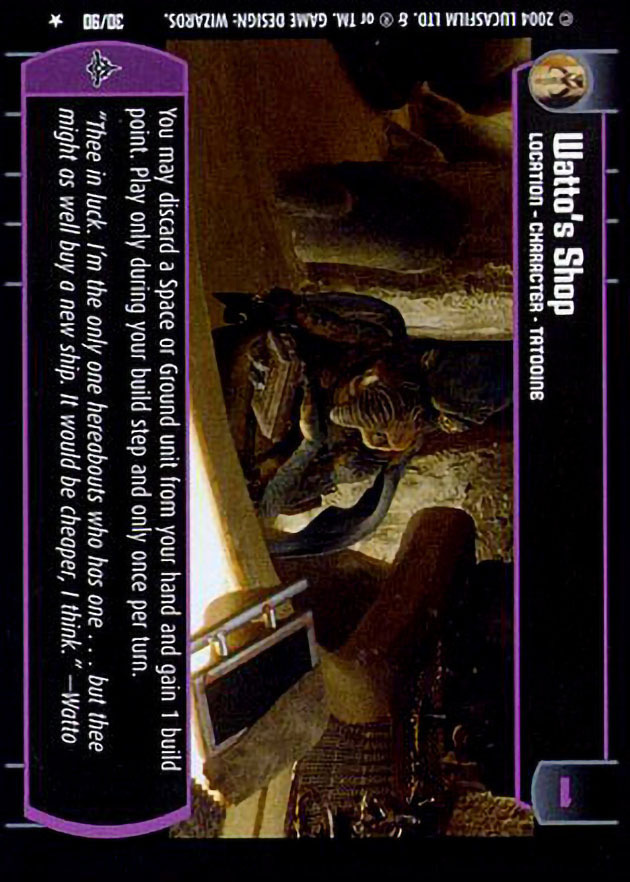 Watto's Shop
LOCATION - CHARACTER • TATOOINE
1
You may discard a Space or Ground unit from your hand and gain 1 build
point. Play only during your build step and only once per turn.
"Thee in luck. I'm the only one hereabouts who has one . . . but thee
might as well buy a new ship. It would be cheaper, I think." —Watto
© 2004 LUCASFILM LTD. & ® or TM. GAME DESIGN: WIZARDS. 30/90 ★